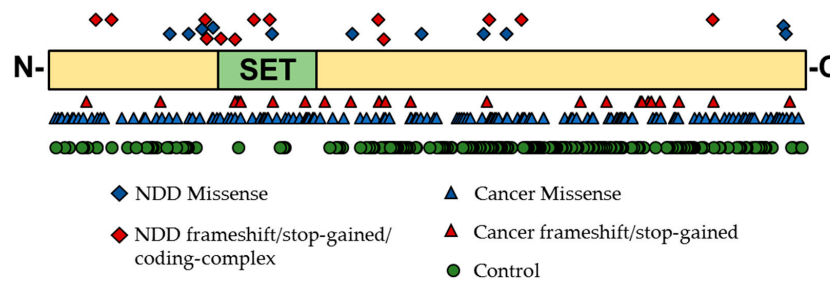 N-
SET
-C
NDD Missense
Cancer Missense
NDD frameshift/stop-gained/
coding-complex
Cancer frameshift/stop-gained
Control